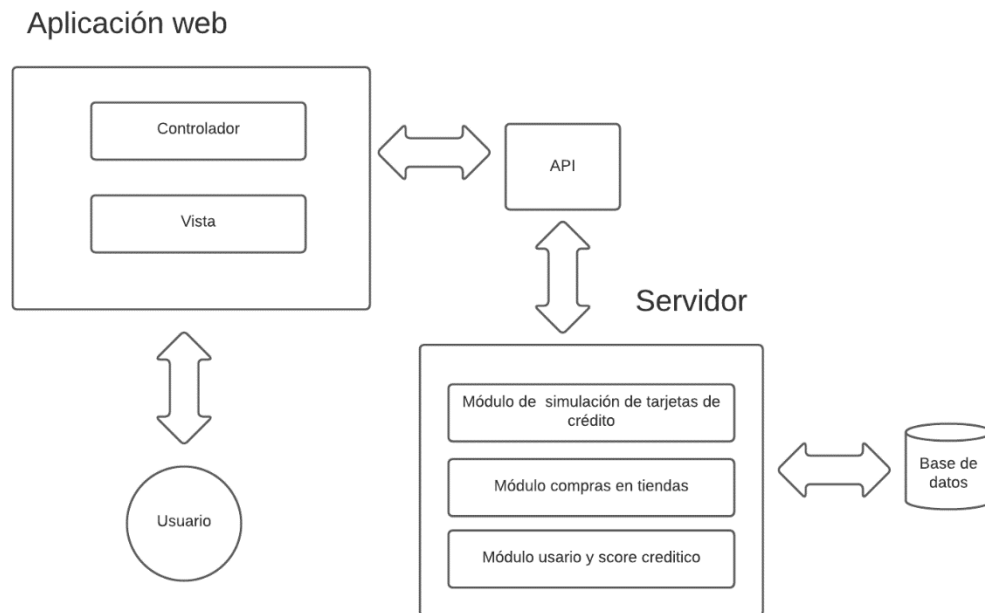 Aplicación web
Controlador
Vista
API
Usuario
Servidor
Módulo de  simulación de tarjetas de
crédito
Módulo compras en tiendas
Módulo usario y score creditico
Base de
datos